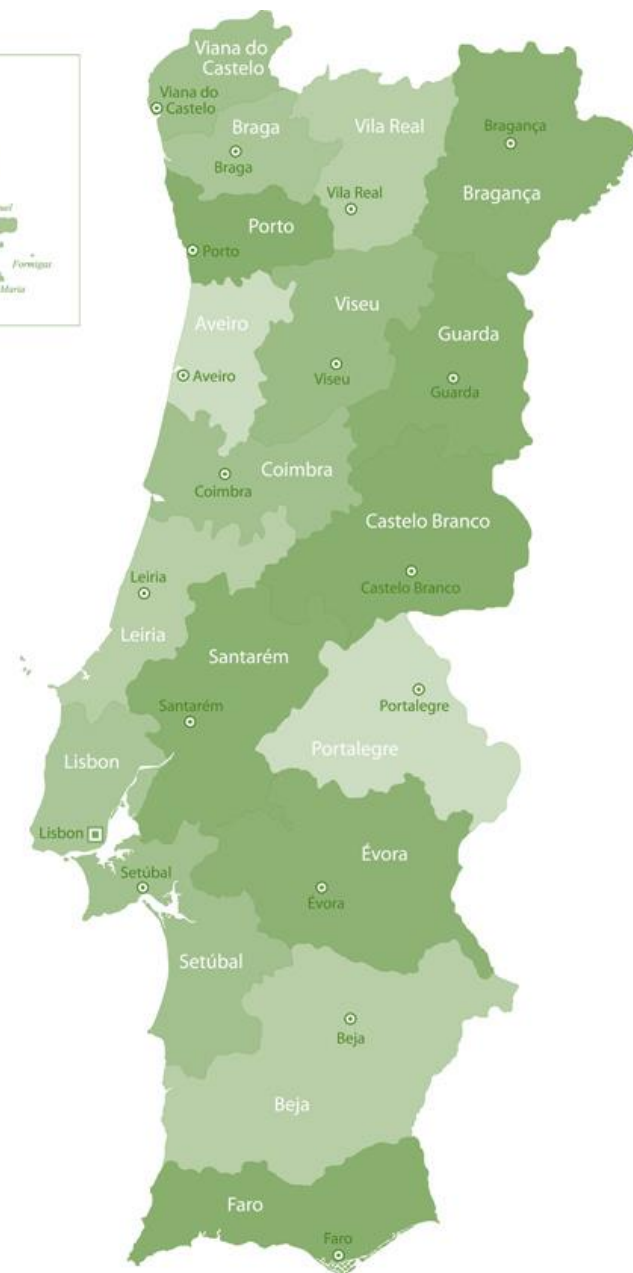 Viana do
Castelo
Viana do
Castelo
Braga
Braga
Vila Real
Vila Real
Bragança
Bragança
Porto
Porto
Formigas
Aveiro
Aveiro
Viseu
Viseu
Guarda
Guarda
Coimbra
Coimbra
Castelo Branco
Castelo Branco
Leiria
Leiria
Santarém
Santarém
Portalegre
Portalegre
Lisbon
Lisbon
Setúbal
Setúbal
Évora
Évora
Beja
Beja
Faro
Faro